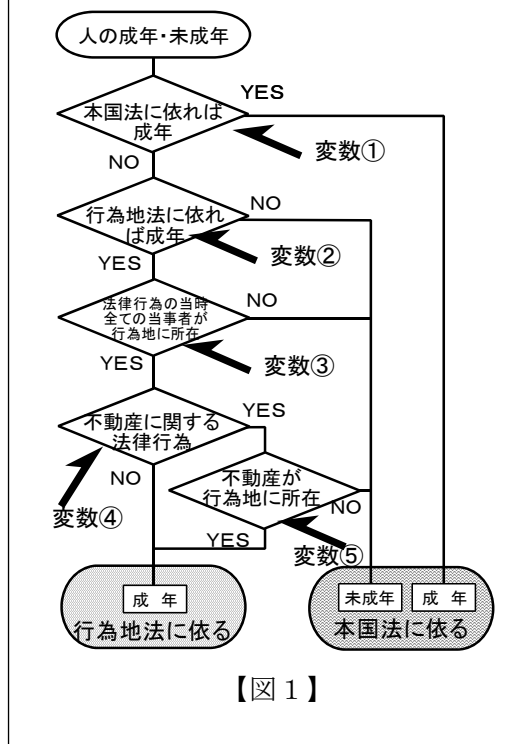 人の成年・未成年
YES
本国法に依れば
成年
変数①
NO
行為地法に依れ
ば成年
NO
変数②
YES
法律行為の当時
全ての当事者が
行為地に所在
NO
変数③
YES
不動産に関する
法律行為
YES
変数④
NO
不動産が
行為地に所在
NO
YES
変数⑤
成 年
行為地法に依る
未成年
成 年
本国法に依る
【図1】